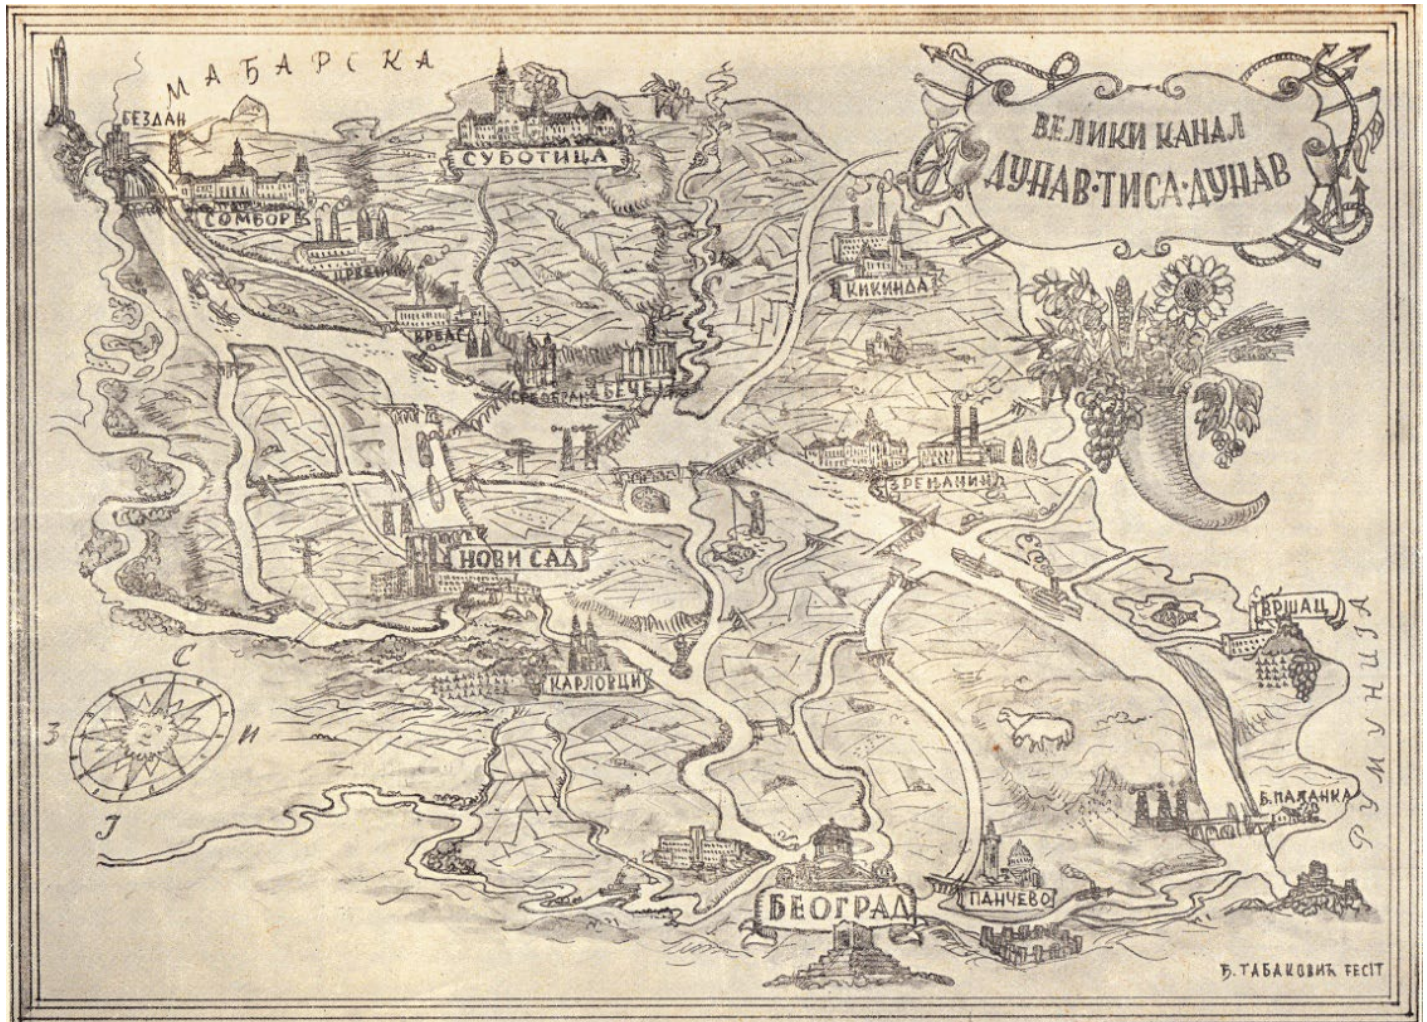 МАЂАРСКА
БЕЗДАН
СУБОТИЦА
ВЕЛИКИ КАНАЛ
ДУНАВ·ТИСА·ДУНАВ
СОМБОР
ЦРВЕНКА
КИКИНДА
ВРБАС
СРБОБРАН
БЕЧЕЈ
ЗРЕЊАНИН
НОВИ САД
ВРШАЦ
КАРЛОВЦИ
С
З
И
Ј
РУМУНИЈА
Б. ПАЛАНКА
БЕОГРАД
ПАНЧЕВО
Ђ. ТАБАКОВИЋ FECIT